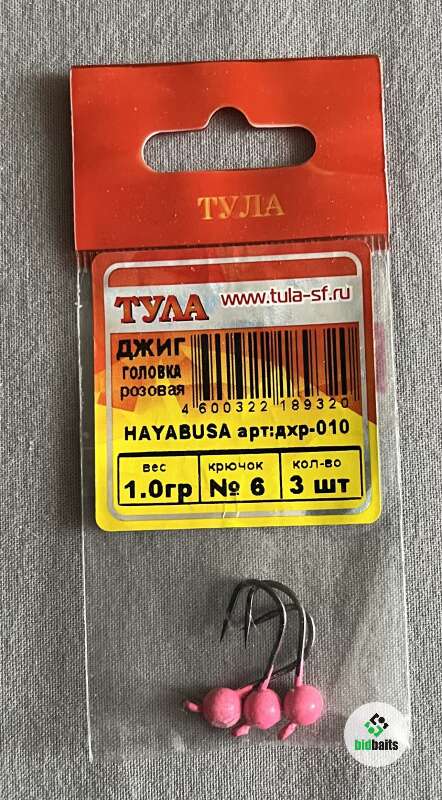 ТУЛА
ТУЛА www.tula-sf.ru
ДЖИГ
ГОЛОВКА
розовая
4 600322 189320
HAYABUSA арт:дхр-010
вес крючок кол-во
1.0гр № 6 3 шт
bidbaits